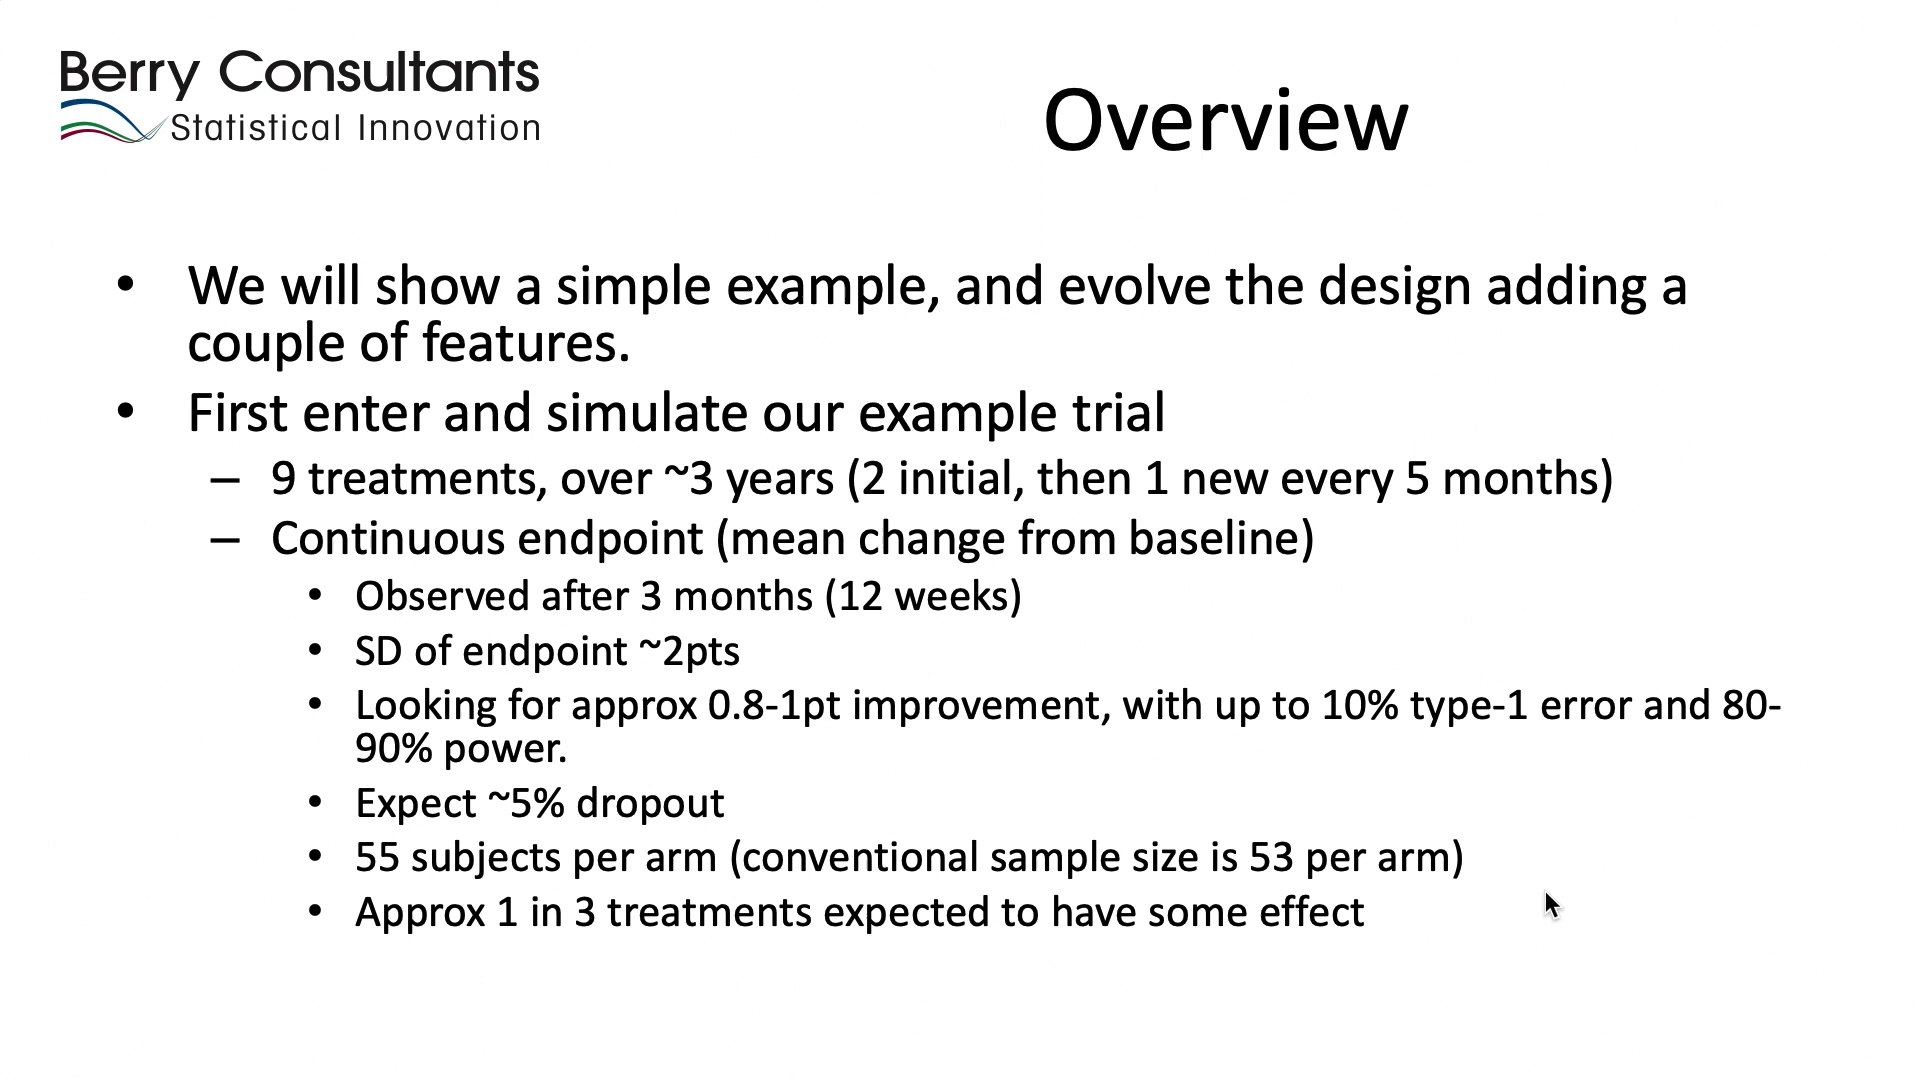 Berry Consultants
Statistical Innovation
Overview
• We will show a simple example, and evolve the design adding a
couple of features.
• First enter and simulate our example trial
– 9 treatments, over ~3 years (2 initial, then 1 new every 5 months)
– Continuous endpoint (mean change from baseline)
• Observed after 3 months (12 weeks)
• SD of endpoint ~2pts
• Looking for approx 0.8-1pt improvement, with up to 10% type-1 error and 80-
90% power.
• Expect ~5% dropout
• 55 subjects per arm (conventional sample size is 53 per arm)
• Approx 1 in 3 treatments expected to have some effect